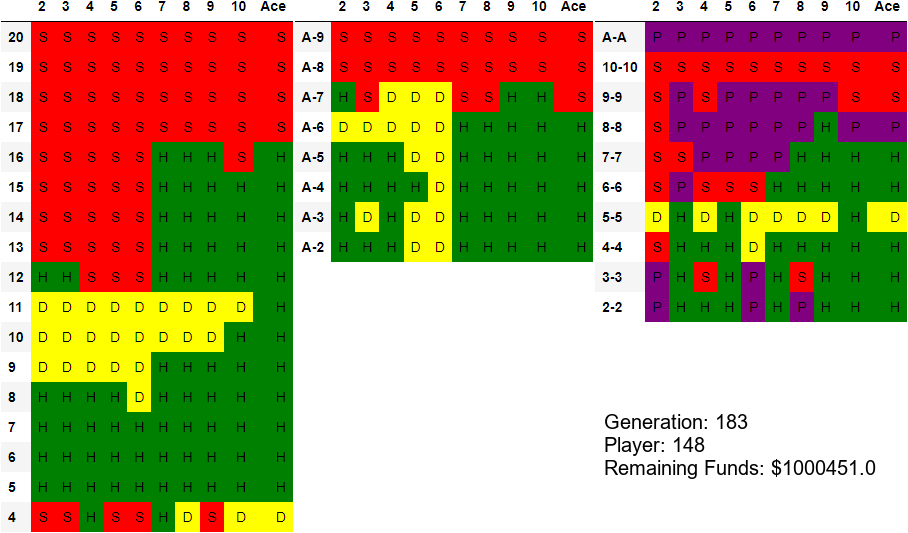 2 3 4 5 6 7 8 9 10 Ace
20 S S S S S S S S S S
19 S S S S S S S S S S
18 S S S S S S S S S S
17 S S S S S S S S S S
16 S S S S S H H H S H
15 S S S S S H H H H H
14 S S S S S H H H H H
13 S S S S S H H H H H
12 H H S S S H H H H H
11 D D D D D D D D D H
10 D D D D D D D D H H
9 D D D D D H H H H H
8 H H H H D H H H H H
7 H H H H H H H H H H
6 H H H H H H H H H H
5 H H H H H H H H H H
4 S S H S S H D S D D
2 3 4 5 6 7 8 9 10 Ace
A-9 S S S S S S S S S S
A-8 S S S S S S S S S S
A-7 H S D D D S S H H S
A-6 D D D D D H H H H H
A-5 H H H D D H H H H H
A-4 H H H H D H H H H H
A-3 H D H D D H H H H H
A-2 H H H D D H H H H H
2 3 4 5 6 7 8 9 10 Ace
A-A P P P P P P P P P P
10-10 S S S S S S S S S S
9-9 S P S P P P P P S S
8-8 S P P P P P P H P P
7-7 S S P P P P H H H H
6-6 S P S S S H H H H H
5-5 D H D H D D D D H D
4-4 S H H H D H H H H H
3-3 P H S H P H S H H H
2-2 P H H H P H P H H H
Generation: 183
Player: 148
Remaining Funds: $1000451.0